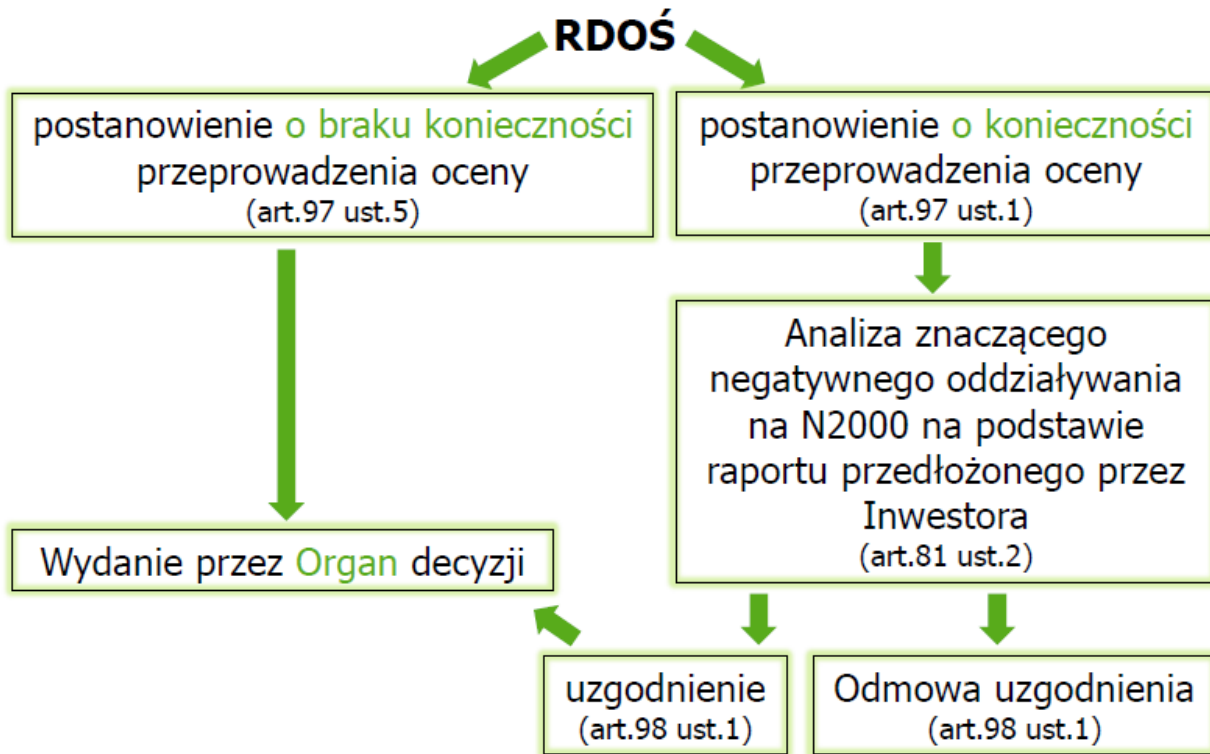 RDOŚ
postanowienie o braku konieczności
przeprowadzenia oceny
(art.97 ust.5)
postanowienie o konieczności
przeprowadzenia oceny
(art.97 ust.1)
Analiza znaczącego
negatywnego oddziaływania
na N2000 na podstawie
raportu przedłożonego przez
Inwestora
(art.81 ust.2)
Wydanie przez Organ decyzji
uzgodnienie
(art.98 ust.1)
Odmowa uzgodnienia
(art.98 ust.1)